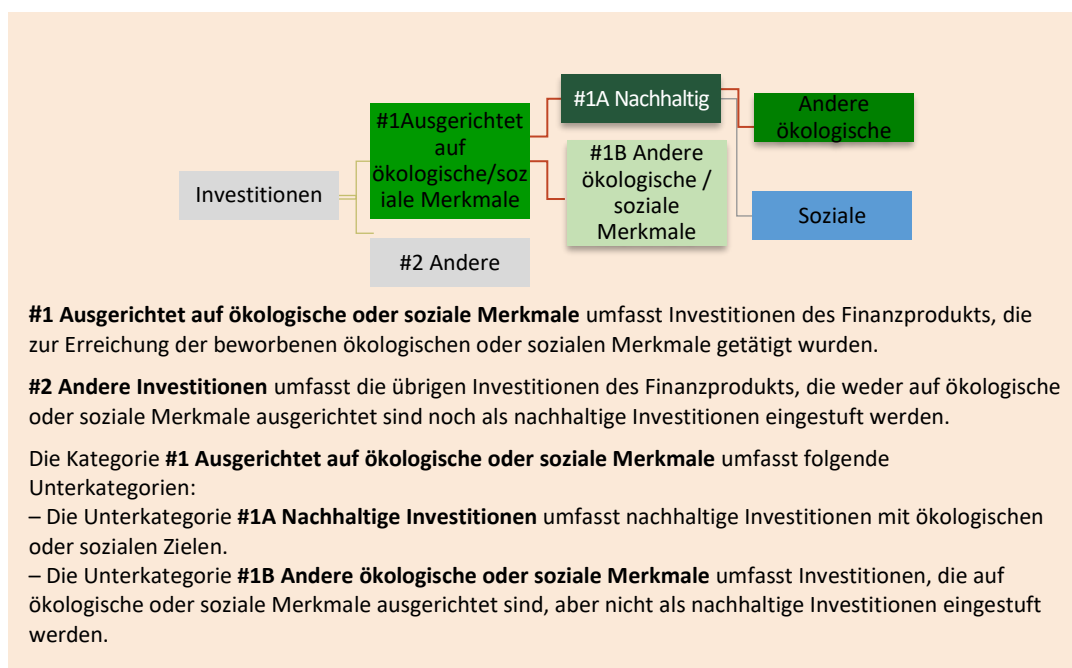 #1A Nachhaltig
Andere
ökologische
#1Ausgerichtet
auf
ökologische/soz
iale Merkmale
#1B Andere
ökologische /
soziale
Merkmale
Investitionen
Soziale
#2 Andere
#1 Ausgerichtet auf ökologische oder soziale Merkmale umfasst Investitionen des Finanzprodukts, die
zur Erreichung der beworbenen ökologischen oder sozialen Merkmale getätigt wurden.
#2 Andere Investitionen umfasst die übrigen Investitionen des Finanzprodukts, die weder auf ökologische
oder soziale Merkmale ausgerichtet sind noch als nachhaltige Investitionen eingestuft werden.
Die Kategorie #1 Ausgerichtet auf ökologische oder soziale Merkmale umfasst folgende
Unterkategorien:
– Die Unterkategorie #1A Nachhaltige Investitionen umfasst nachhaltige Investitionen mit ökologischen
oder sozialen Zielen.
– Die Unterkategorie #1B Andere ökologische oder soziale Merkmale umfasst Investitionen, die auf
ökologische oder soziale Merkmale ausgerichtet sind, aber nicht als nachhaltige Investitionen eingestuft
werden.